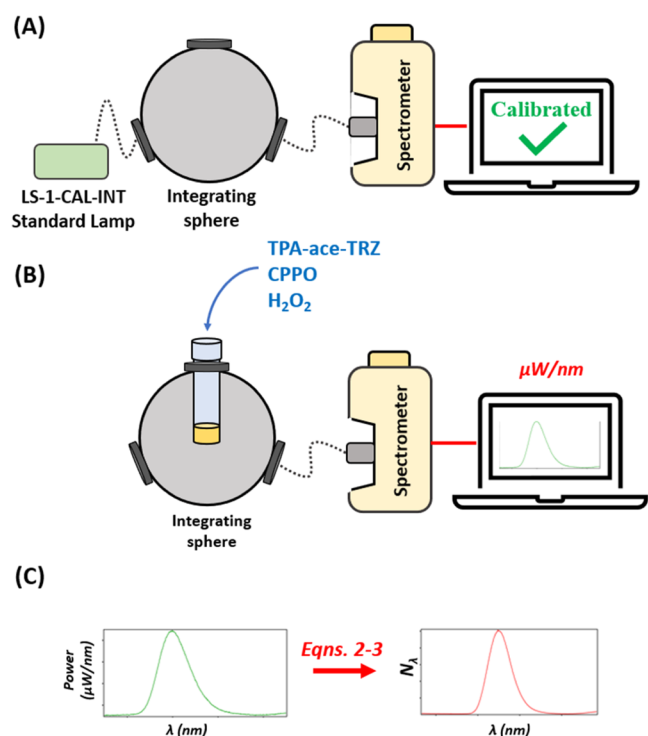 (A)
Spectrometer
Calibrated
LS-1-CAL-INT
Standard Lamp
Integrating
sphere
(B)
TPA-ace-TRZ
CPPO
H₂O₂
Spectrometer
μW/nm
Integrating
sphere
(C)
Power
(μW/nm)
λ (nm)
Eqns. 2-3
Nλ
λ (nm)